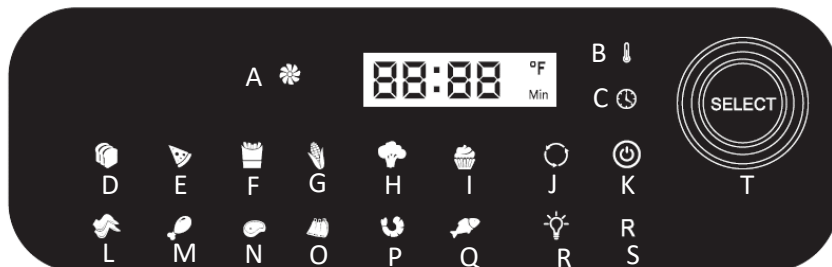 A 88:88 °F Min B
C SELECT
D E F G H I J K T
R
L M N O P Q R S